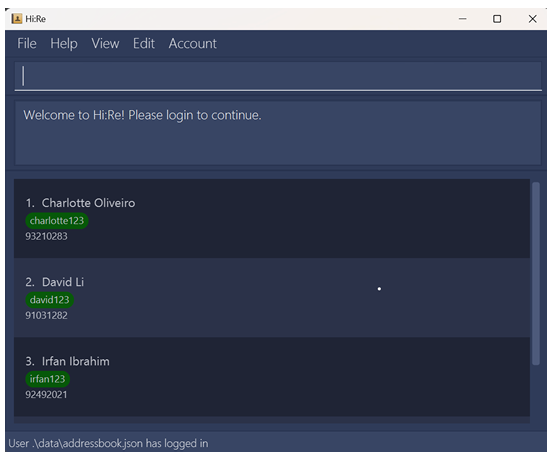 Hi:Re
File Help View Edit Account
Welcome to Hi:Re! Please login to continue.
1. Charlotte Oliveiro
charlotte123
93210283
2. David Li
david123
91031282
3. Irfan Ibrahim
irfan123
92492021
User .\data\addressbook.json has logged in